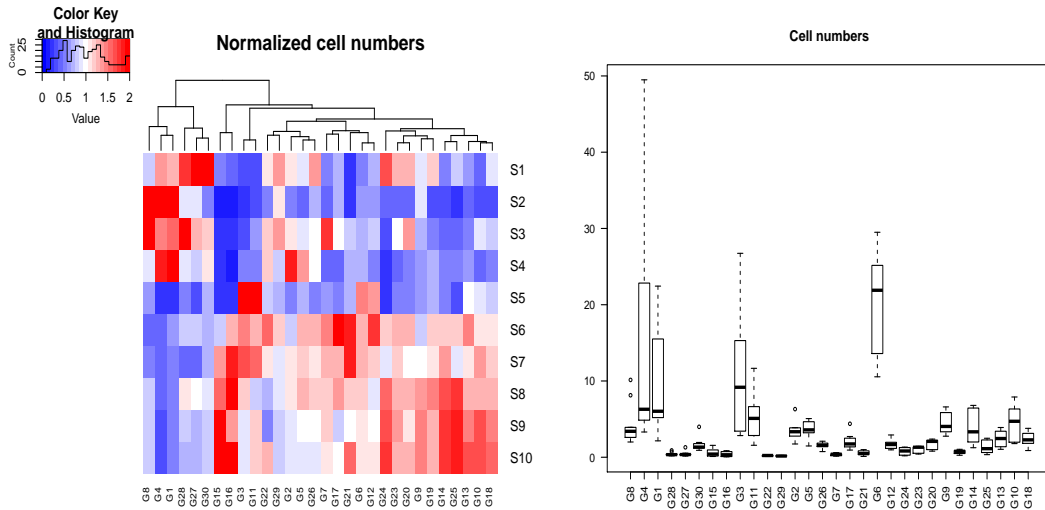 Color Key
and Histogram
Count
0
25
0 0.5 1 1.5 2
Value
Normalized cell numbers
S1
S2
S3
S4
S5
S6
S7
S8
S9
S10
G8 G4 G1 G28 G27 G30 G15 G16 G3 G11 G22 G29 G2 G5 G26 G7 G17 G21 G6 G12 G24 G23 G20 G9 G19 G14 G25 G13 G10 G18
Cell numbers
50
40
30
20
10
0
G8 G4 G1 G28 G27 G30 G15 G16 G3 G11 G22 G29 G2 G5 G26 G7 G17 G21 G6 G12 G24 G23 G20 G9 G19 G14 G25 G13 G10 G18